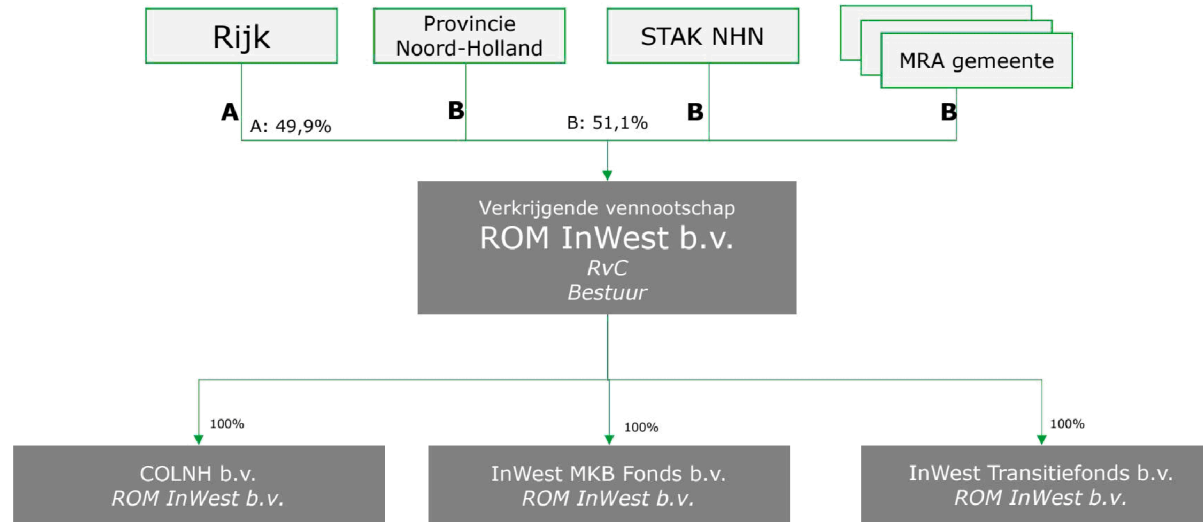 Rijk
Provincie
Noord-Holland
STAK NHN
MRA gemeente
A
B
B
B
A: 49,9%
B: 51,1%
Verkrijgende vennootschap
ROM InWest b.v.
RvC
Bestuur
100%
100%
100%
COLNH b.v.
ROM InWest b.v.
InWest MKB Fonds b.v.
ROM InWest b.v.
InWest Transitiefonds b.v.
ROM InWest b.v.